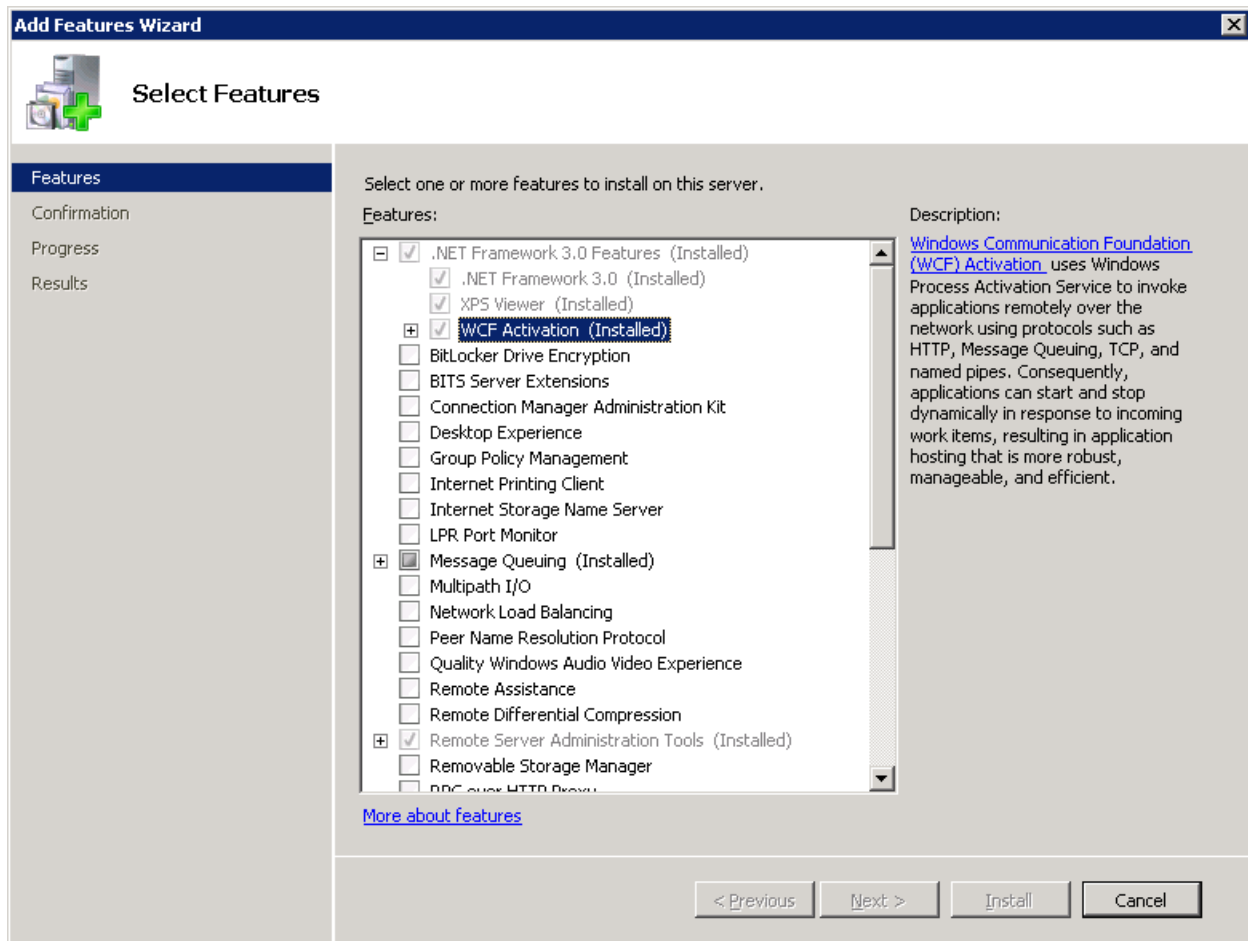 Add Features Wizard
Select Features
Features
Confirmation
Progress
Results
Select one or more features to install on this server.
Features:
.NET Framework 3.0 Features (Installed)
.NET Framework 3.0 (Installed)
XPS Viewer (Installed)
WCF Activation (Installed)
BitLocker Drive Encryption
BITS Server Extensions
Connection Manager Administration Kit
Desktop Experience
Group Policy Management
Internet Printing Client
Internet Storage Name Server
LPR Port Monitor
Message Queuing (Installed)
Multipath I/O
Network Load Balancing
Peer Name Resolution Protocol
Quality Windows Audio Video Experience
Remote Assistance
Remote Differential Compression
Remote Server Administration Tools (Installed)
Removable Storage Manager
RPC over HTTP Proxy
More about features
Description:
Windows Communication Foundation
(WCF) Activation uses Windows
Process Activation Service to invoke
applications remotely over the
network using protocols such as
HTTP, Message Queuing, TCP, and
named pipes. Consequently,
applications can start and stop
dynamically in response to incoming
work items, resulting in application
hosting that is more robust,
manageable, and efficient.
< Previous
Next >
Install
Cancel